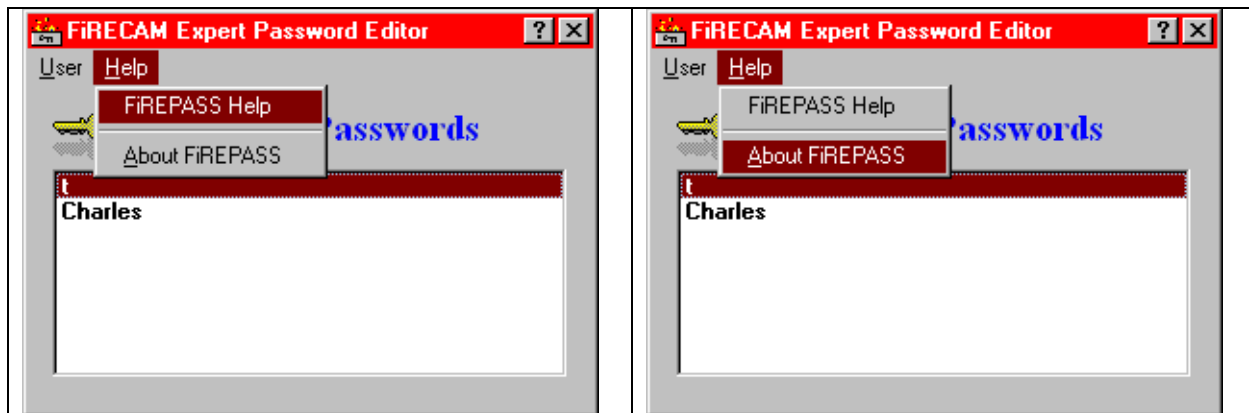 FiRECAM Expert Password Editor ? ×
User Help
FiREPASS Help
asswords
About FiREPASS
t
Charles
FiRECAM Expert Password Editor ? ×
User Help
FiREPASS Help
asswords
About FiREPASS
t
Charles